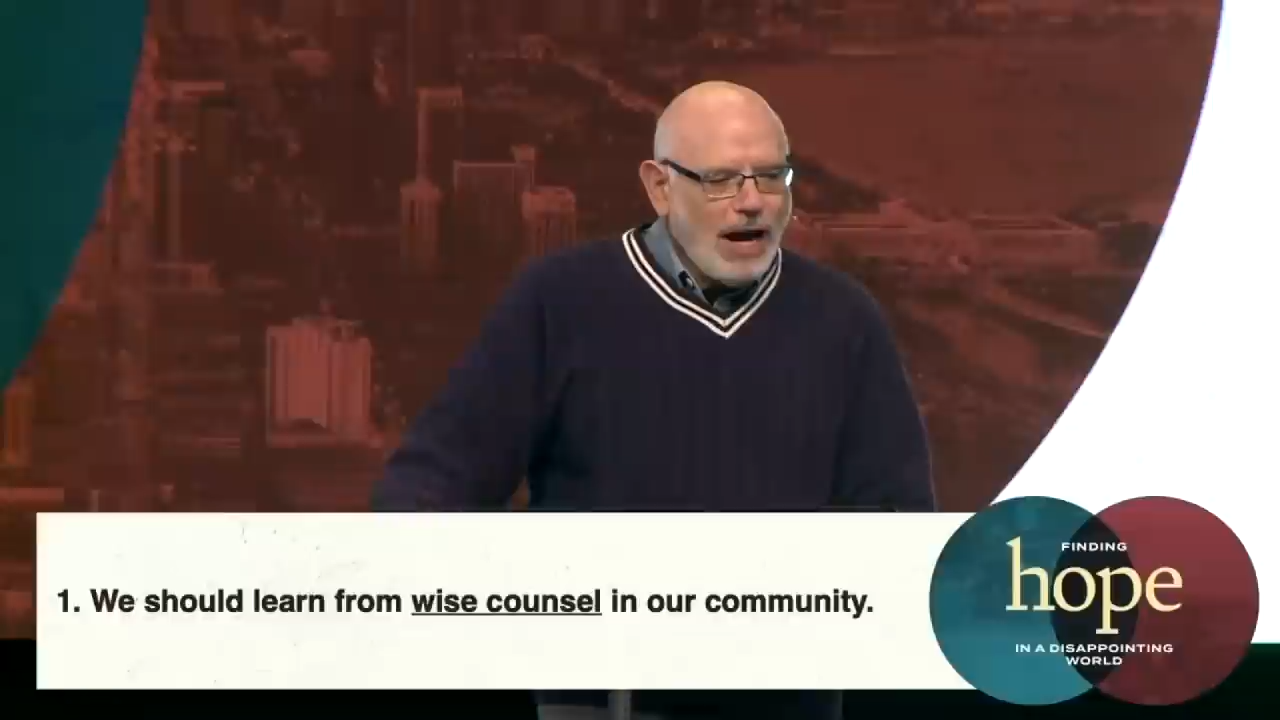 1. We should learn from wise counsel in our community.
FINDING
hope
IN A DISAPPOINTING
WORLD